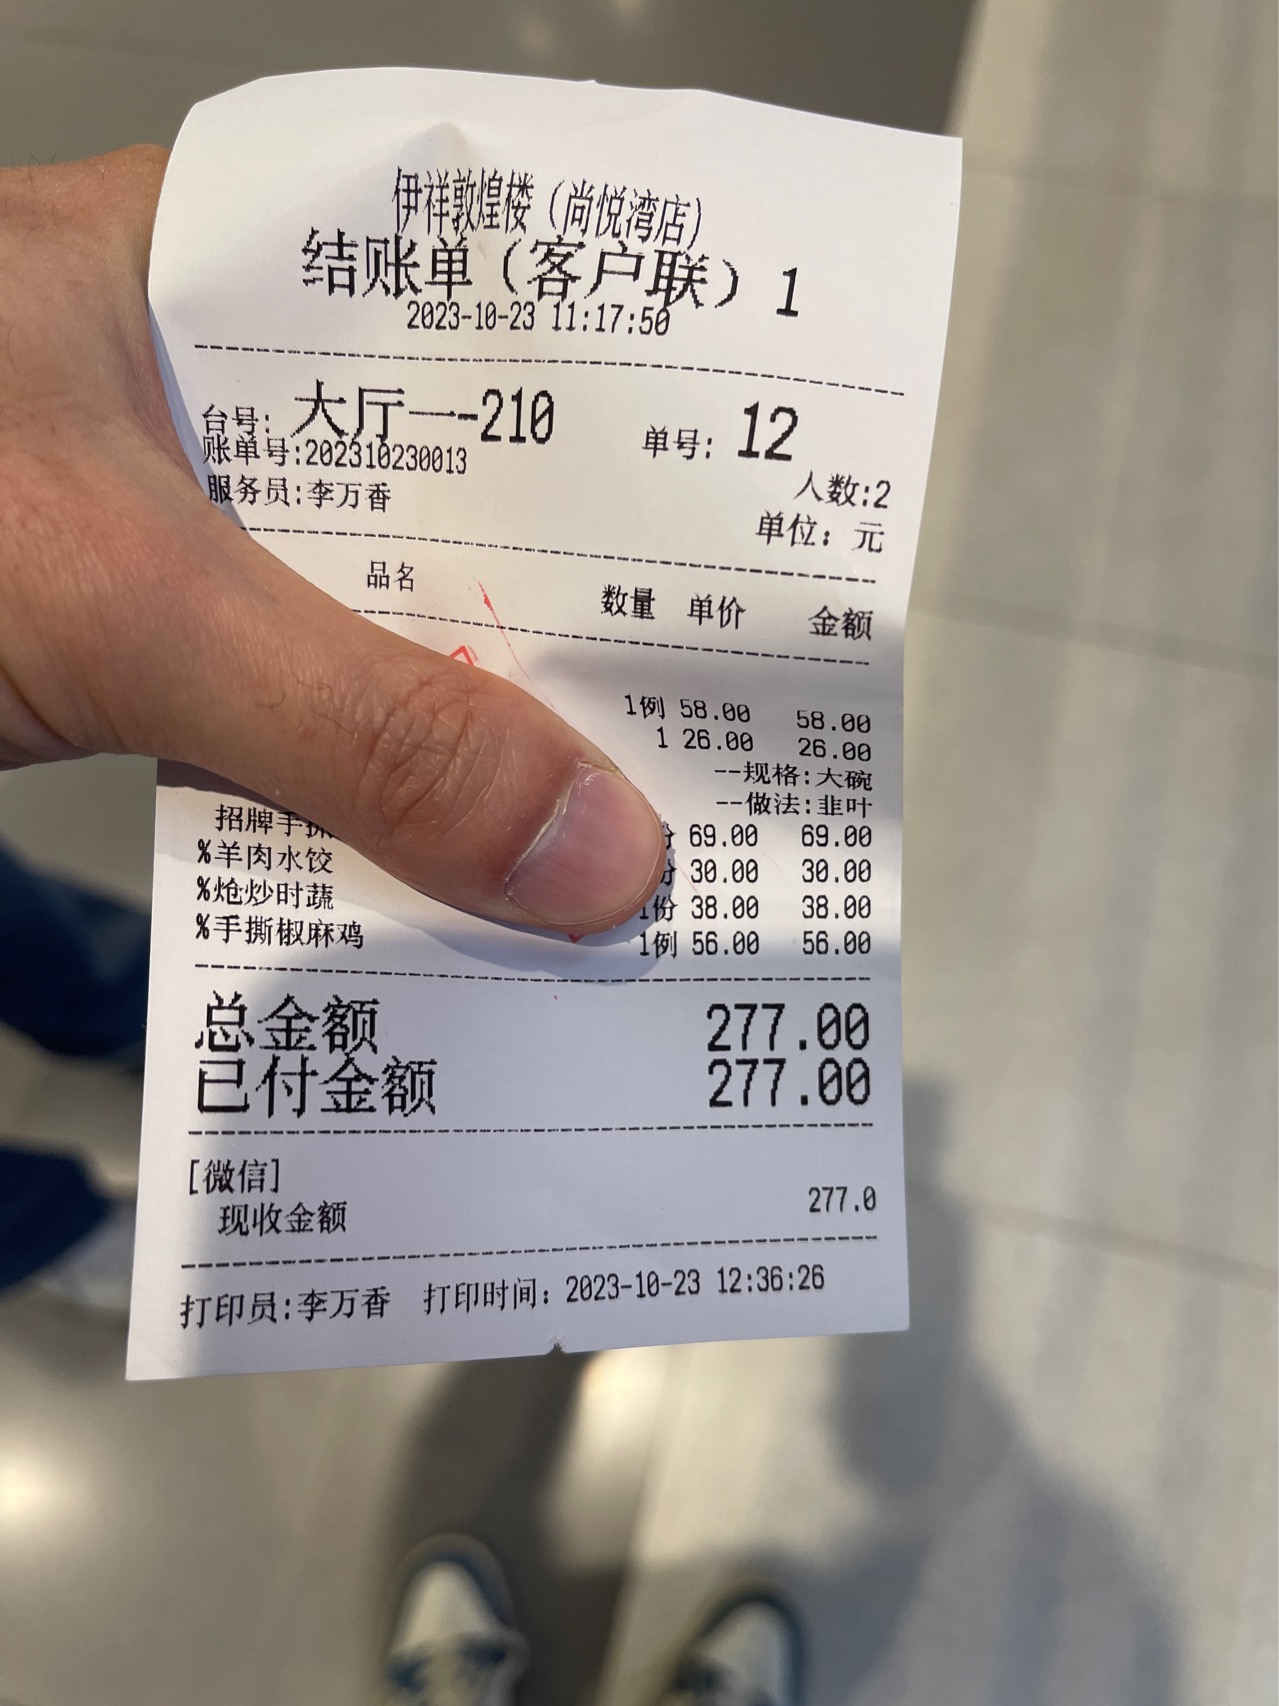 伊祥敦煌楼（尚悦湾店）
结账单（客户联）1
2023-10-23 11:17:50
台号: 大厅一-210 单号: 12
账单号:202310230013
人数:2
服务员:李万香
单位: 元
品名 数量 单价 金额
1例 58.00 58.00
1 26.00 26.00
--规格:大碗
--做法:韭叶
招牌手抓 69.00 69.00
%羊肉水饺 30.00 30.00
%炝炒时蔬 1份 38.00 38.00
%手撕椒麻鸡 1例 56.00 56.00
总金额 277.00
已付金额 277.00
[微信]
现收金额 277.0
打印员:李万香 打印时间: 2023-10-23 12:36:26